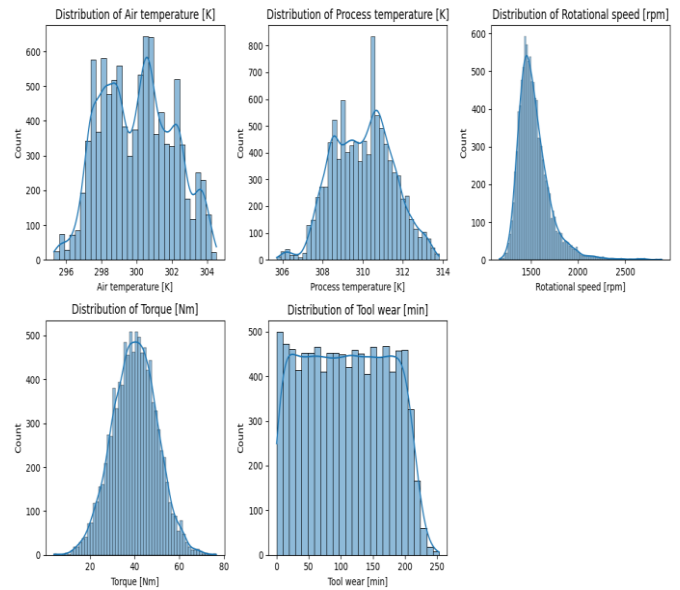 Distribution of Air temperature [K]
Distribution of Process temperature [K]
Distribution of Rotational speed [rpm]
600
500
400
300
200
100
0
Count
296 298 300 302 304
Air temperature [K]
800
700
600
500
400
300
200
100
0
Count
306 308 310 312 314
Process temperature [K]
600
500
400
300
200
100
0
Count
1500 2000 2500
Rotational speed [rpm]
Distribution of Torque [Nm]
Distribution of Tool wear [min]
500
400
300
200
100
0
Count
20 40 60 80
Torque [Nm]
500
400
300
200
100
0
Count
0 50 100 150 200 250
Tool wear [min]